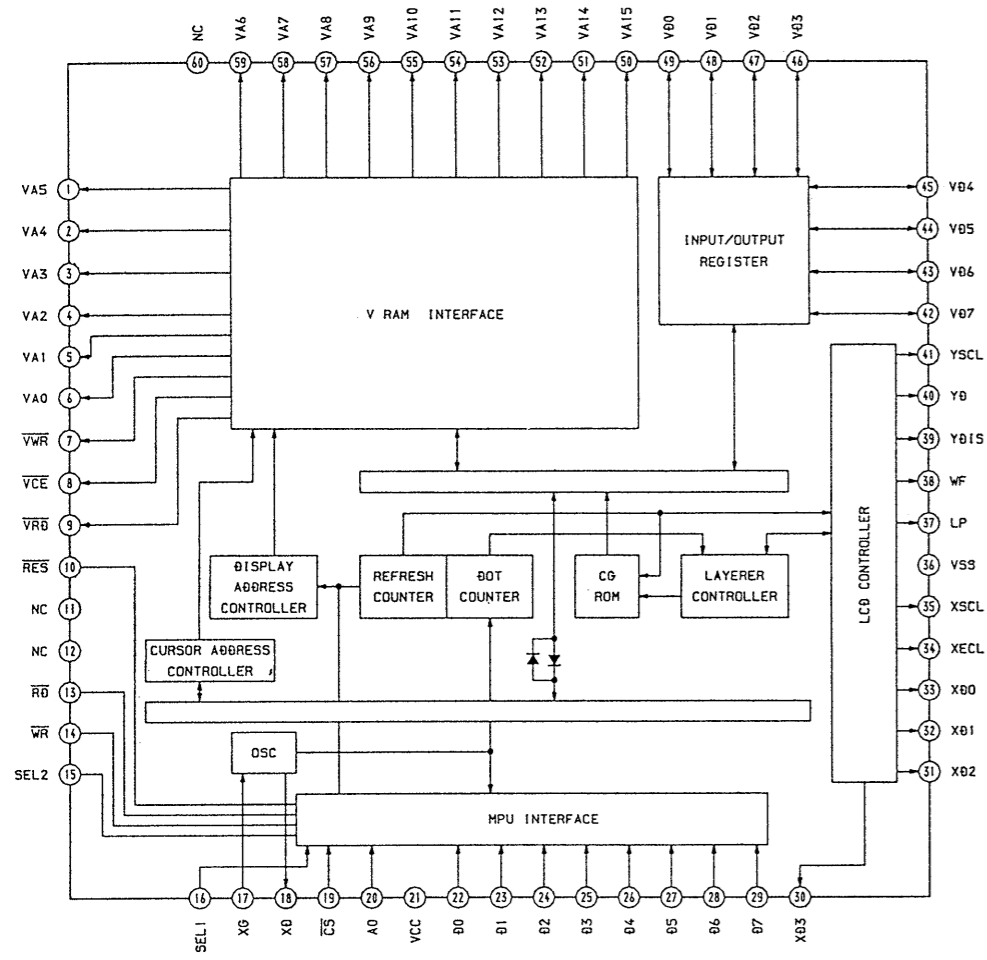 NC
VA6
VA7
VA8
VA9
VA10
VA11
VA12
VA13
VA14
VA15
VD0
VD1
VD2
VD3
60
59
58
57
56
55
54
53
52
51
50
49
48
47
46
VA5 1
VA4 2
VA3 3
VA2 4
VA1 5
VA0 6
VWR 7
VCE 8
VRD 9
RES 10
NC 11
NC 12
RD 13
WR 14
SEL2 15
V RAM INTERFACE
INPUT/OUTPUT
REGISTER
DISPLAY
ADDRESS
CONTROLLER
REFRESH
COUNTER
DOT
COUNTER
CG
ROM
LAYERER
CONTROLLER
CURSOR ADDRESS
CONTROLLER
OSC
MPU INTERFACE
LCD CONTROLLER
45 VD4
44 VD5
43 VD6
42 VD7
41 YSCL
40 YD
39 YDIS
38 WF
37 LP
36 VSS
35 XSCL
34 XECL
33 XD0
32 XD1
31 XD2
16
17
18
19
20
21
22
23
24
25
26
27
28
29
30
SEL1
XG
XD
CS
A0
VCC
D0
D1
D2
D3
D4
D5
D6
D7
XD3